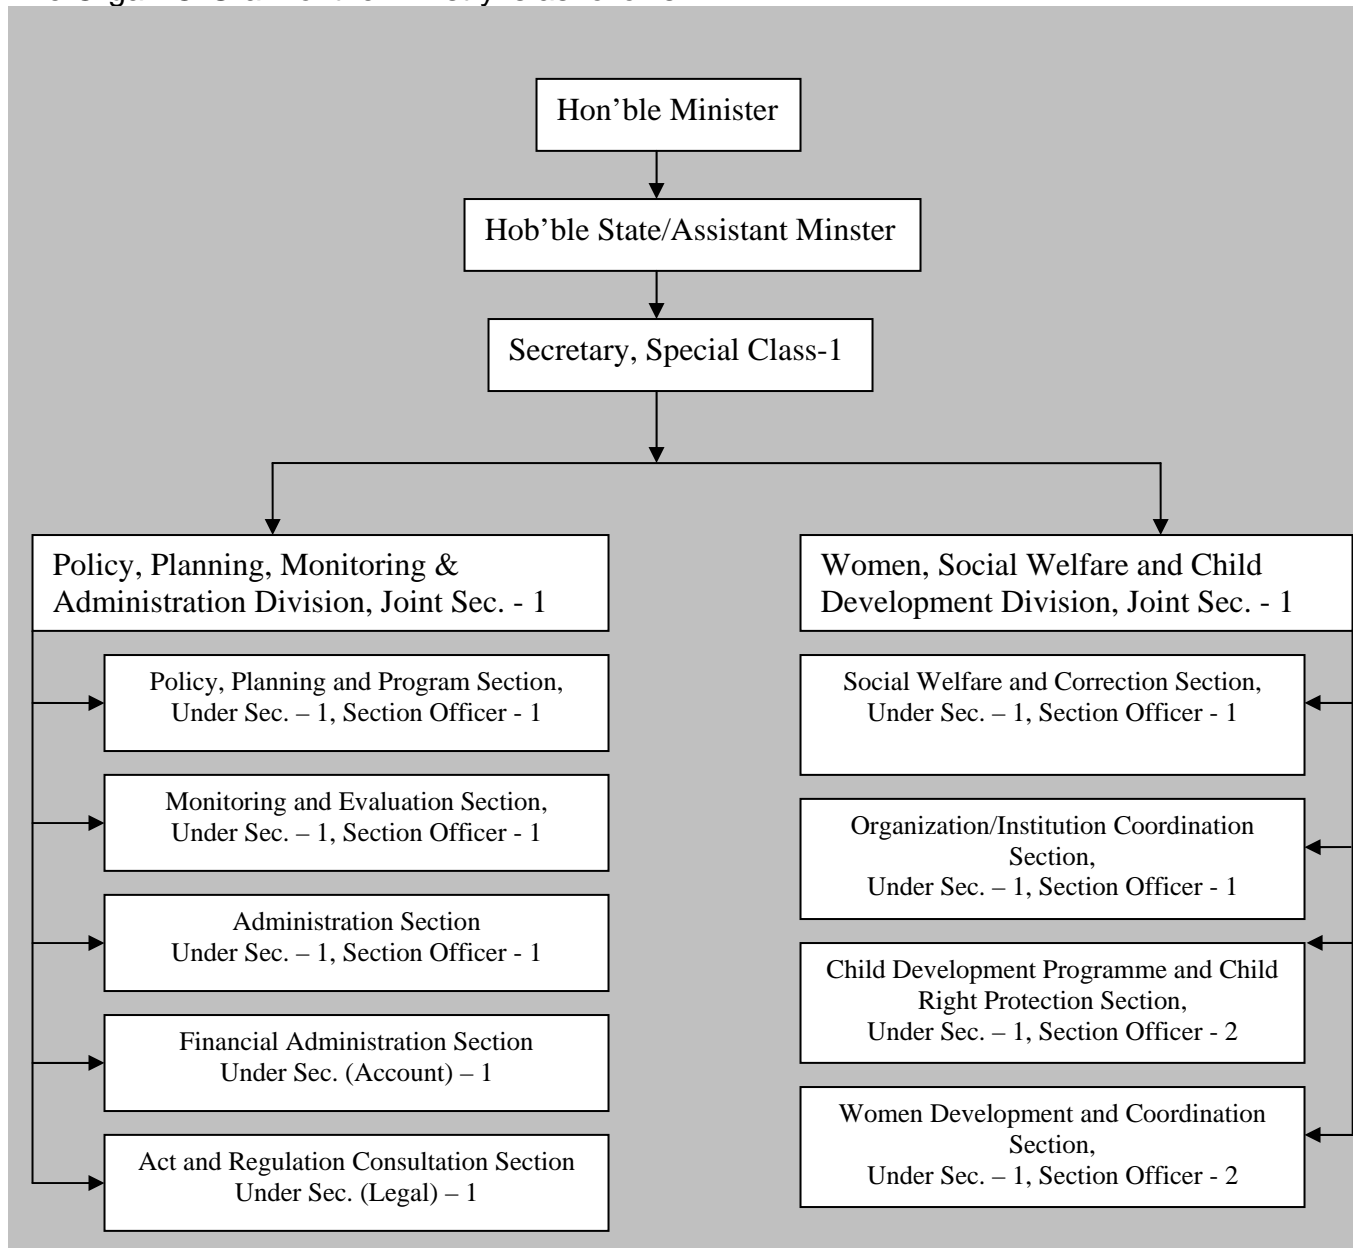 Hon’ble Minister
Hob’ble State/Assistant Minster
Secretary, Special Class-1
Policy, Planning, Monitoring &
Administration Division, Joint Sec. - 1
Policy, Planning and Program Section,
Under Sec. – 1, Section Officer - 1
Monitoring and Evaluation Section,
Under Sec. – 1, Section Officer - 1
Administration Section
Under Sec. – 1, Section Officer - 1
Financial Administration Section
Under Sec. (Account) – 1
Act and Regulation Consultation Section
Under Sec. (Legal) – 1
Women, Social Welfare and Child
Development Division, Joint Sec. - 1
Social Welfare and Correction Section,
Under Sec. – 1, Section Officer - 1
Organization/Institution Coordination
Section,
Under Sec. – 1, Section Officer - 1
Child Development Programme and Child
Right Protection Section,
Under Sec. – 1, Section Officer - 2
Women Development and Coordination
Section,
Under Sec. – 1, Section Officer - 2